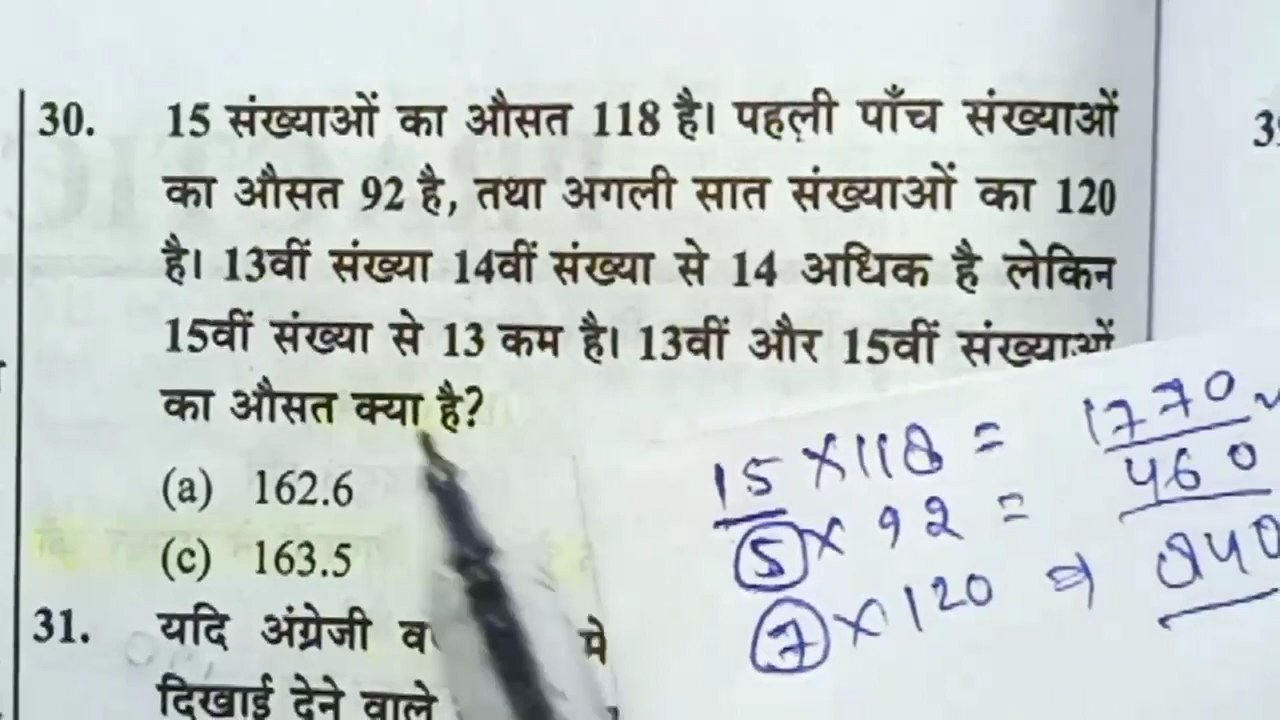 30. 15 संख्याओं का औसत 118 है। पहली पाँच संख्याओं
का औसत 92 है, तथा अगली सात संख्याओं का 120
है। 13वीं संख्या 14वीं संख्या से 14 अधिक है लेकिन
15वीं संख्या से 13 कम है। 13वीं और 15वीं संख्याओं
का औसत क्या है?
(a) 162.6
(c) 163.5
15 × 118 = 1770
5 × 92 = 460
7 × 120 ⇒ 840
31. यदि अंग्रेजी में
दिखाई देने वाले